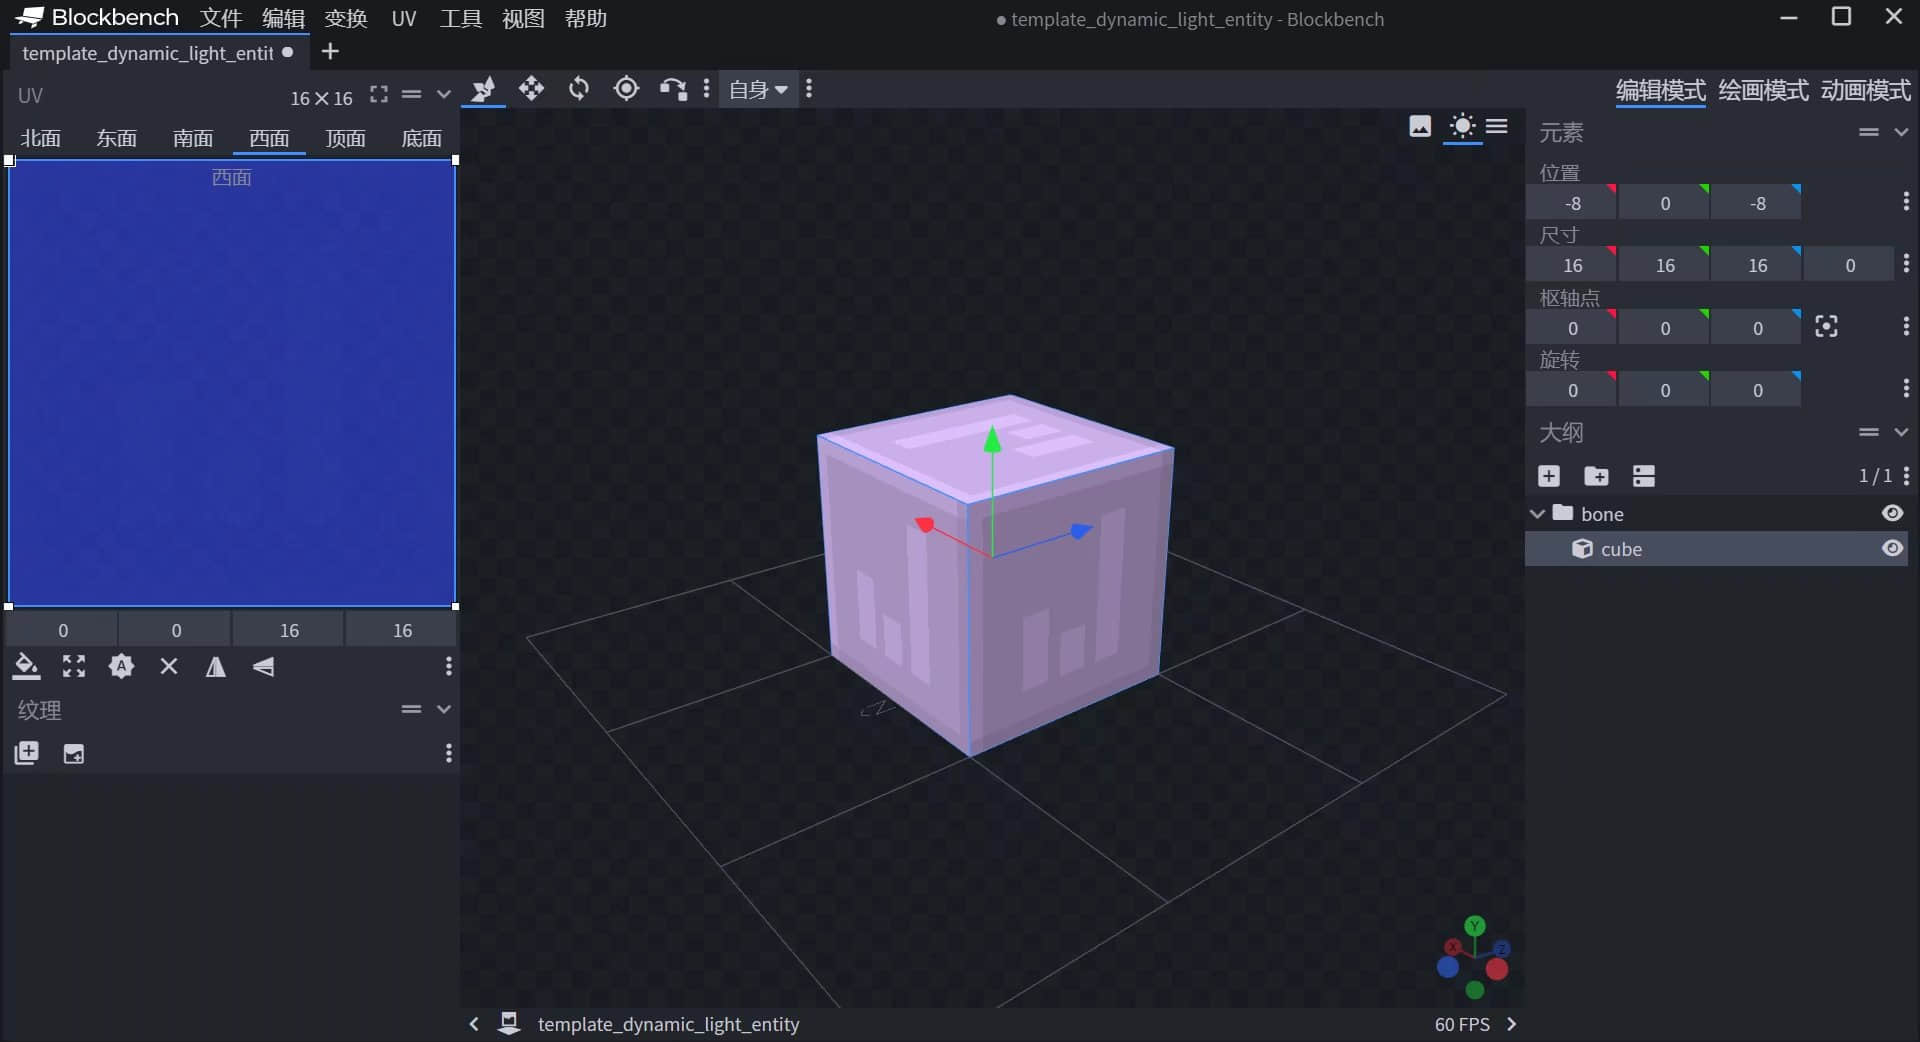 Blockbench 文件 编辑 变换 UV 工具 视图 帮助
template_dynamic_light_entity - Blockbench
template_dynamic_light_entit
UV 16×16
北面 东面 南面 西面 顶面 底面
西面
0 0 16 16
A
纹理
自身
编辑模式 绘画模式 动画模式
元素
位置
-8 0 -8
尺寸
16 16 16 0
枢轴点
0 0 0
旋转
0 0 0
大纲
1 / 1
bone
cube
Y
X Z
template_dynamic_light_entity
60 FPS